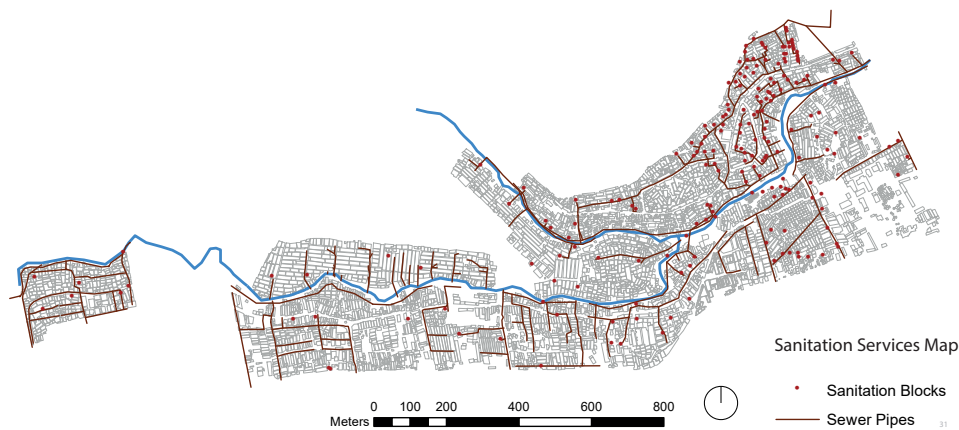 Sanitation Services Map
Sanitation Blocks
Sewer Pipes
Meters 0 100 200 400 600 800
31